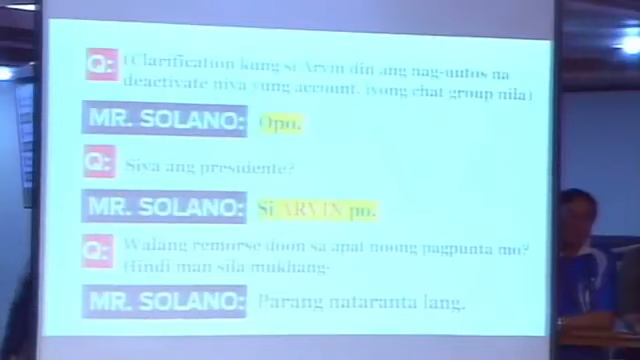 Q: (Clarification kung si Arvin din ang nag-uutos na
deactivate niya yung account, iyong chat group nila)
MR. SOLANO: Opo.
Q: Siya ang presidente?
MR. SOLANO: Si ARVIN po.
Q: Walang remorse doon sa apat noong pagpunta mo?
Hindi man sila mukhang-
MR. SOLANO: Parang nataranta lang.